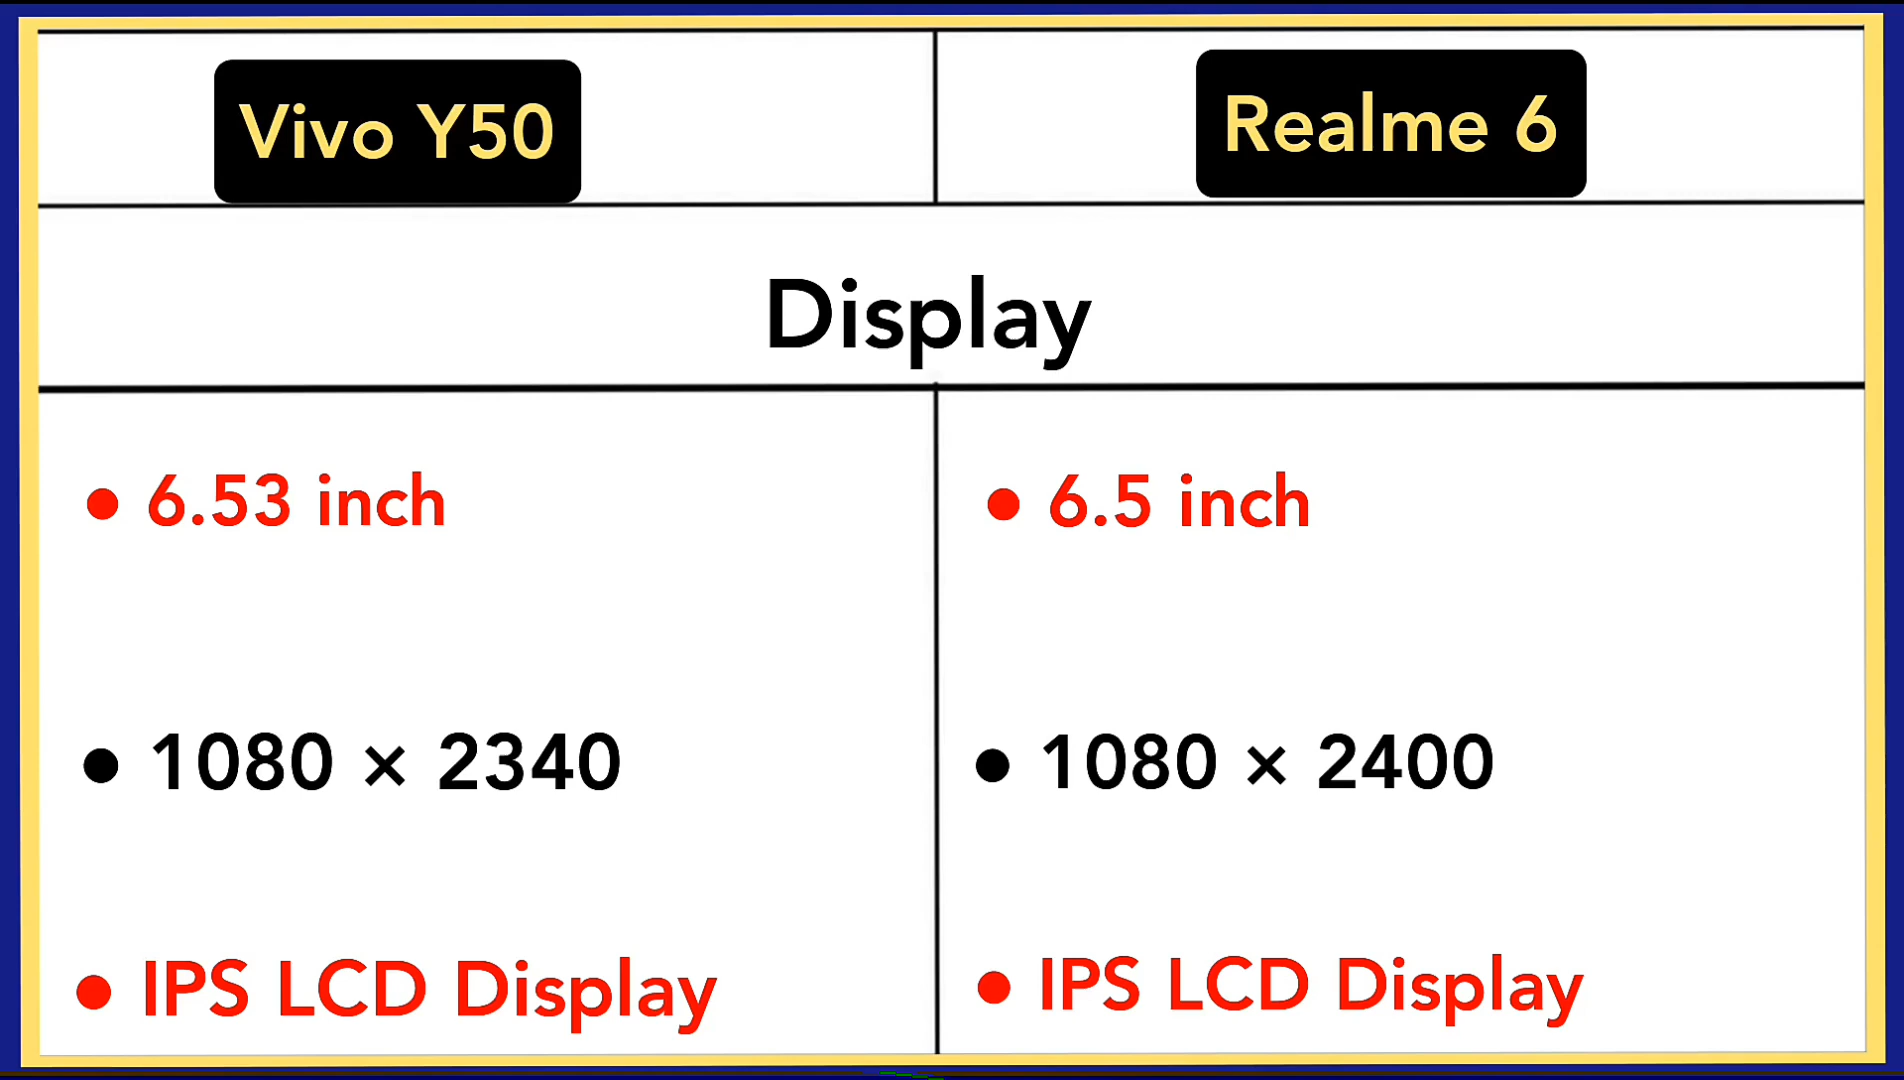 Vivo Y50
Realme 6
Display
• 6.53 inch
• 6.5 inch
• 1080 × 2340
• 1080 × 2400
• IPS LCD Display
• IPS LCD Display